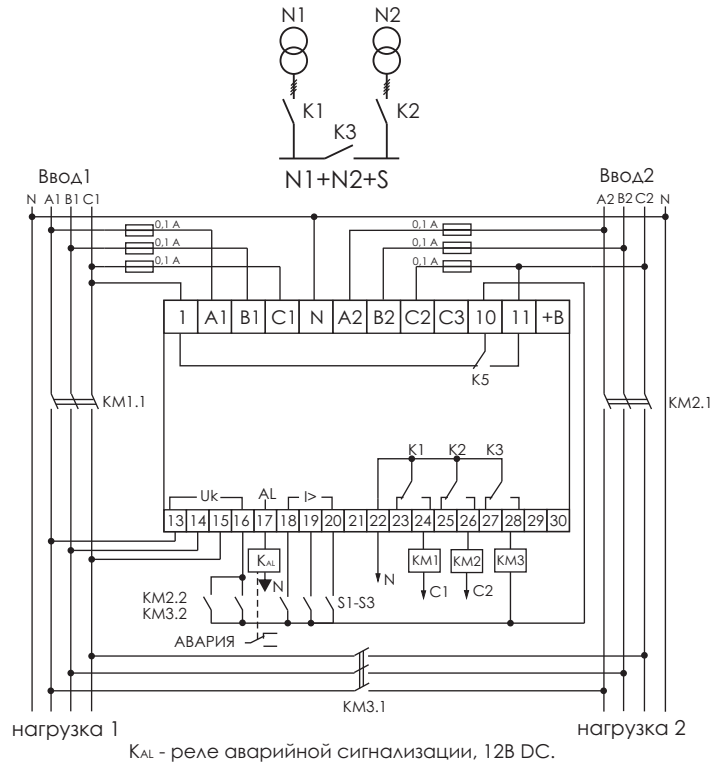 N1 N2
K1 K2
K3
N1+N2+S
Ввод1 Ввод2
N A1 B1 C1 A2 B2 C2 N
0,1 А 0,1 А
0,1 А 0,1 А
0,1 А 0,1 А
1 A1 B1 C1 N A2 B2 C2 C3 10 11 +B
K5
KM1.1 KM2.1
K1 K2 K3
Uk AL I>
13 14 15 16 17 18 19 20 21 22 23 24 25 26 27 28 29 30
KAL KM1 KM2 KM3
N N C1 C2
KM2.2
KM3.2
S1-S3
АВАРИЯ
KM3.1
нагрузка 1 нагрузка 2
KAL - реле аварийной сигнализации, 12В DC.